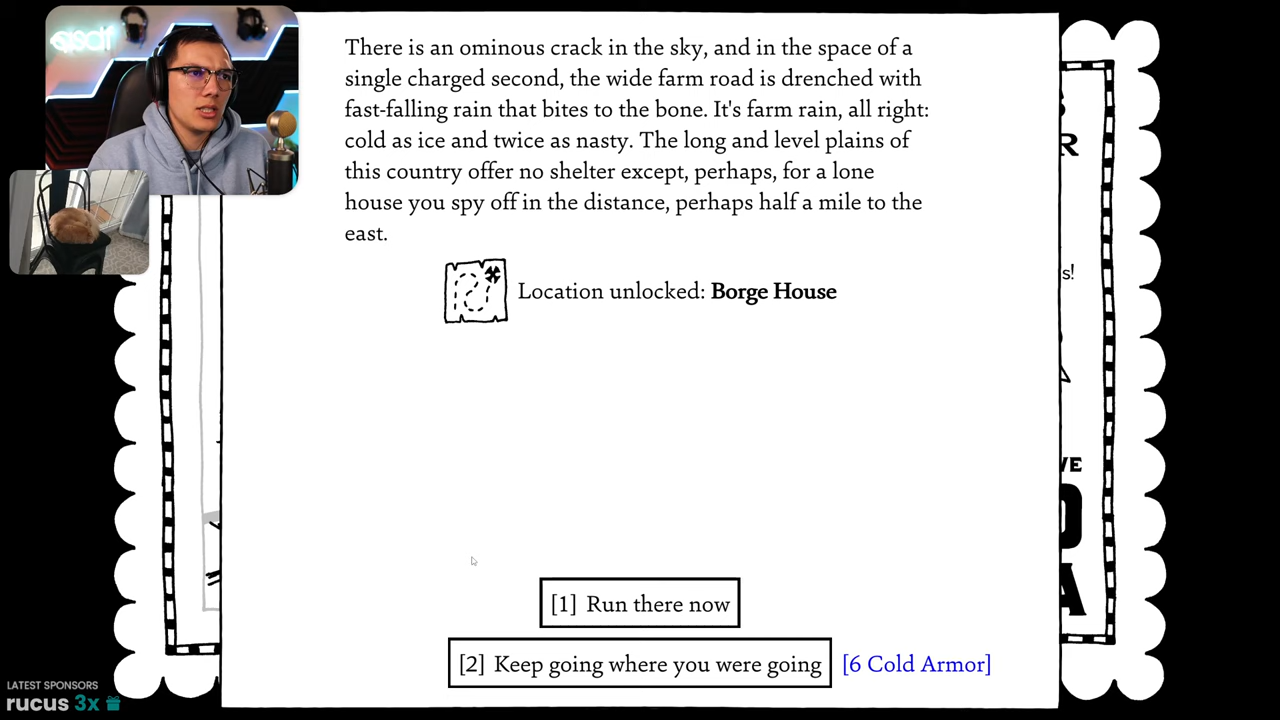 There is an ominous crack in the sky, and in the space of a
single charged second, the wide farm road is drenched with
fast-falling rain that bites to the bone. It's farm rain, all right:
cold as ice and twice as nasty. The long and level plains of
this country offer no shelter except, perhaps, for a lone
house you spy off in the distance, perhaps half a mile to the
east.
Location unlocked: Borge House
[1] Run there now
[2] Keep going where you were going [6 Cold Armor]
R
s!
VE
A
LATEST SPONSORS
rucus 3x